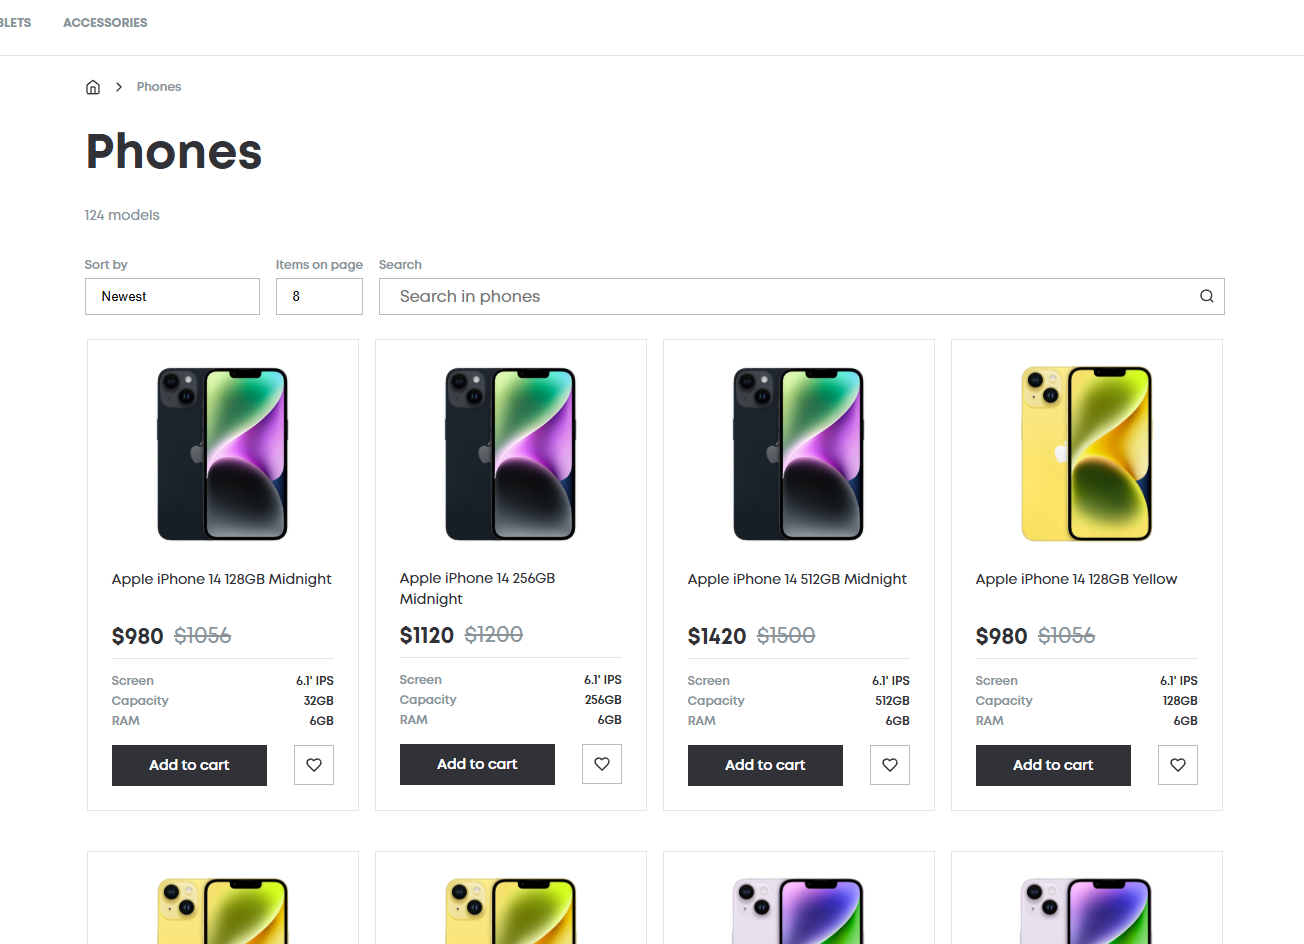 BLETS ACCESSORIES
Phones
Phones
124 models
Sort by Items on page Search
Newest 8 Search in phones
Apple iPhone 14 128GB Midnight
$980 $1056
Screen 6.1' IPS
Capacity 32GB
RAM 6GB
Add to cart
Apple iPhone 14 256GB
Midnight
$1120 $1200
Screen 6.1' IPS
Capacity 256GB
RAM 6GB
Add to cart
Apple iPhone 14 512GB Midnight
$1420 $1500
Screen 6.1' IPS
Capacity 512GB
RAM 6GB
Add to cart
Apple iPhone 14 128GB Yellow
$980 $1056
Screen 6.1' IPS
Capacity 128GB
RAM 6GB
Add to cart